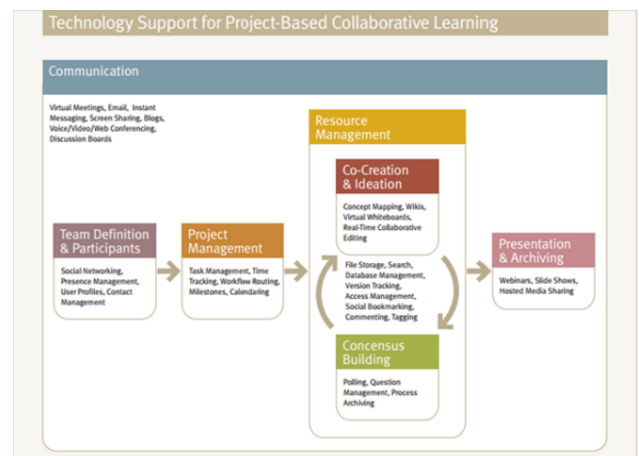 Technology Support for Project-Based Collaborative Learning
Communication
Virtual Meetings, Email, Instant
Messaging, Screen Sharing, Blogs,
Voice/Video/Web Conferencing,
Discussion Boards
Team Definition
& Participants
Social Networking,
Presence Management,
User Profiles, Contact
Management
Project
Management
Task Management, Time
Tracking, Workflow Routing,
Milestones, Calendaring
Resource
Management
Co-Creation
& Ideation
Concept Mapping, Wikis,
Virtual Whiteboards,
Real-Time Collaborative
Editing
File Storage, Search,
Database Management,
Version Tracking,
Access Management,
Social Bookmarking,
Commenting, Tagging
Concensus
Building
Polling, Question
Management, Process
Archiving
Presentation
& Archiving
Webinars, Slide Shows,
Hosted Media Sharing